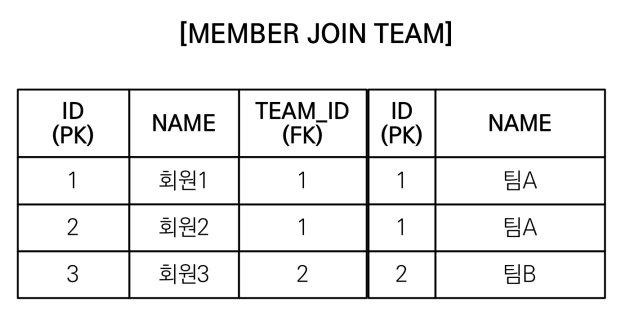 [MEMBER JOIN TEAM]
ID (PK) NAME TEAM_ID (FK) ID (PK) NAME
1 회원1 1 1 팀A
2 회원2 1 1 팀A
3 회원3 2 2 팀B